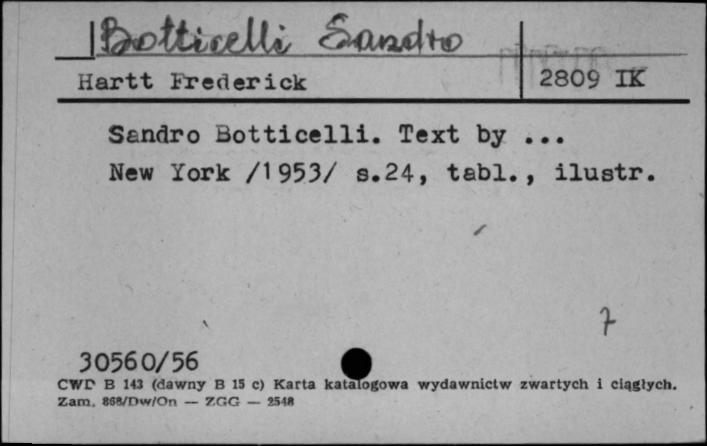 Botticelli Sandro
Hartt Frederick 2809 IK
Sandro Botticelli. Text by ...
New York /1953/ s.24, tabl., ilustr.
7
30560/56
CWD B 143 (dawny B 15 c) Karta katalogowa wydawnictw zwartych i ciągłych.
Zam. 868/Dw/On — ZGG — 2548